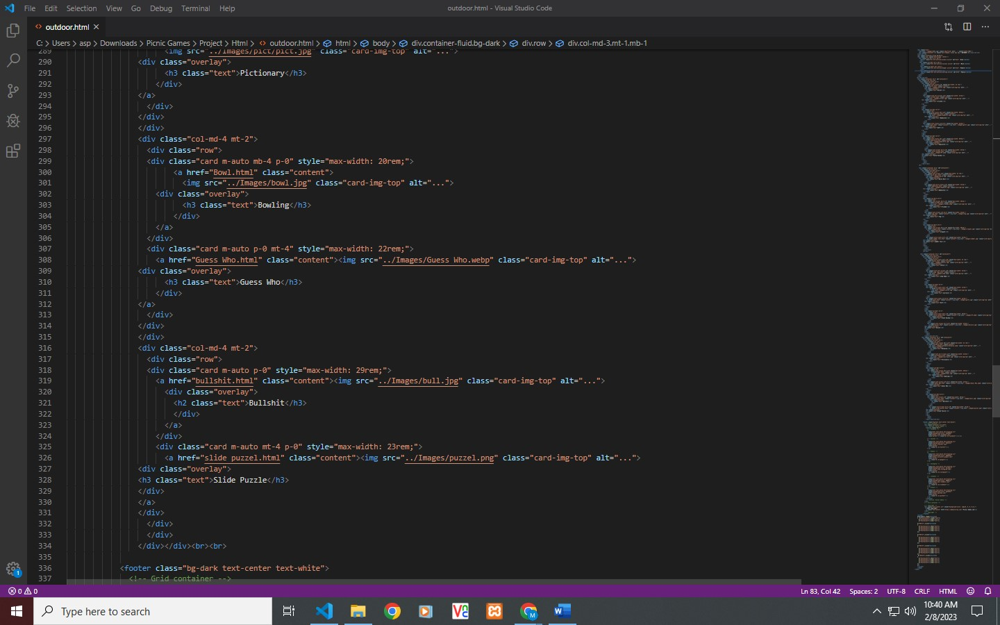 File Edit Selection View Go Debug Terminal Help
outdoor.html - Visual Studio Code
outdoor.html
C: > Users > asp > Downloads > Picnic Games > Project > Html > outdoor.html > html > body > div.container-fluid.bg-dark > div.row > div.col-md-3.mt-1.mb-1
289 <img src="../Images/pict/pict.jpg" class="card-img-top" alt="...">
290 <div class="overlay">
291 <h3 class="text">Pictionary</h3>
292 </div>
293 </a>
294 </div>
295 </div>
296 </div>
297 <div class="col-md-4 mt-2">
298 <div class="row">
299 <div class="card m-auto mb-4 p-0" style="max-width: 20rem;">
300 <a href="Bowl.html" class="content">
301 <img src="../Images/bowl.jpg" class="card-img-top" alt="...">
302 <div class="overlay">
303 <h3 class="text">Bowling</h3>
304 </div>
305 </a>
306 </div>
307 <div class="card m-auto p-0 mt-4" style="max-width: 22rem;">
308 <a href="Guess Who.html" class="content"><img src="../Images/Guess Who.webp" class="card-img-top" alt="...">
309 <div class="overlay">
310 <h3 class="text">Guess Who</h3>
311 </div>
312 </a>
313 </div>
314 </div>
315 </div>
316 <div class="col-md-4 mt-2">
317 <div class="row">
318 <div class="card m-auto p-0" style="max-width: 29rem;">
319 <a href="bullshit.html" class="content"><img src="../Images/bull.jpg" class="card-img-top" alt="...">
320 <div class="overlay">
321 <h2 class="text">Bullshit</h3>
322 </div>
323 </a>
324 </div>
325 <div class="card m-auto mt-4 p-0" style="max-width: 23rem;">
326 <a href="slide puzzel.html" class="content"><img src="../Images/puzzel.png" class="card-img-top" alt="...">
327 <div class="overlay">
328 <h3 class="text">Slide Puzzle</h3>
329 </div>
330 </a>
331 </div>
332 </div>
333 </div>
334 </div></div><br><br>
335
336 <footer class="bg-dark text-center text-white">
337 <!-- Grid container -->
1
0 0 Ln 83, Col 42 Spaces: 2 UTF-8 CRLF HTML
Type here to search
10:40 AM
2/8/2023